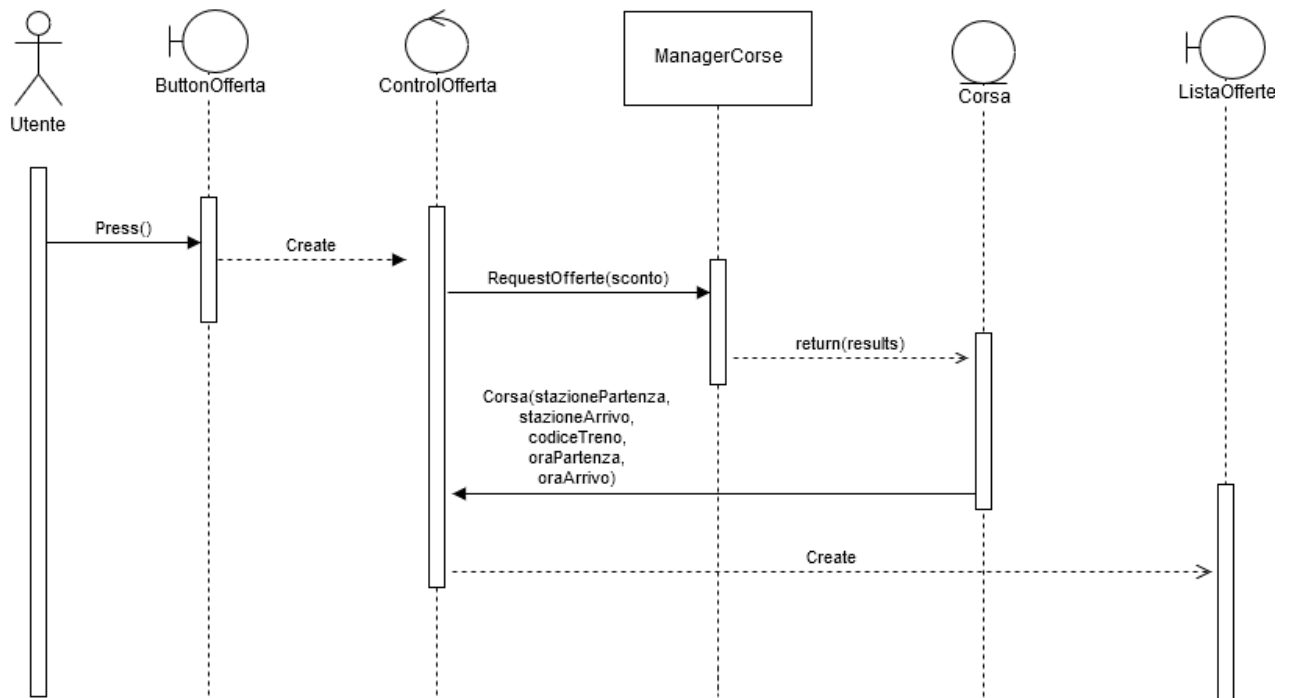 Utente
ButtonOfferta
ControlOfferta
ManagerCorse
Corsa
ListaOfferte
Press()
Create
RequestOfferte(sconto)
return(results)
Corsa(stazionePartenza,
stazioneArrivo,
codiceTreno,
oraPartenza,
oraArrivo)
Create